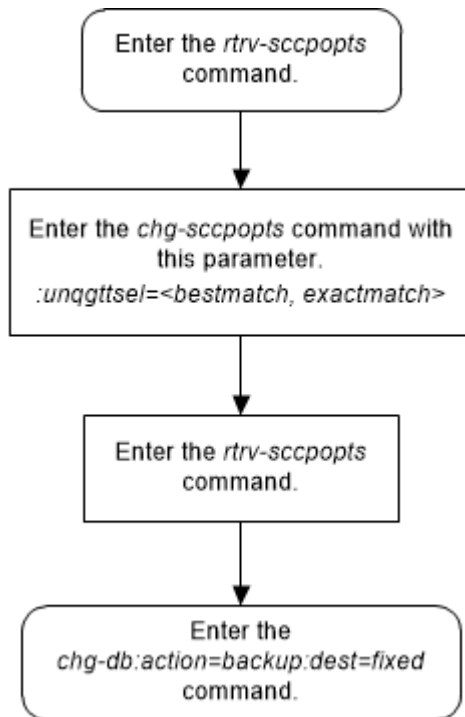 Enter the rtrv-sccpopts
command.
Enter the chg-sccpopts command with
this parameter.
:unqgttsel=<bestmatch, exactmatch>
Enter the rtrv-sccpopts
command.
Enter the
chg-db:action=backup:dest=fixed
command.